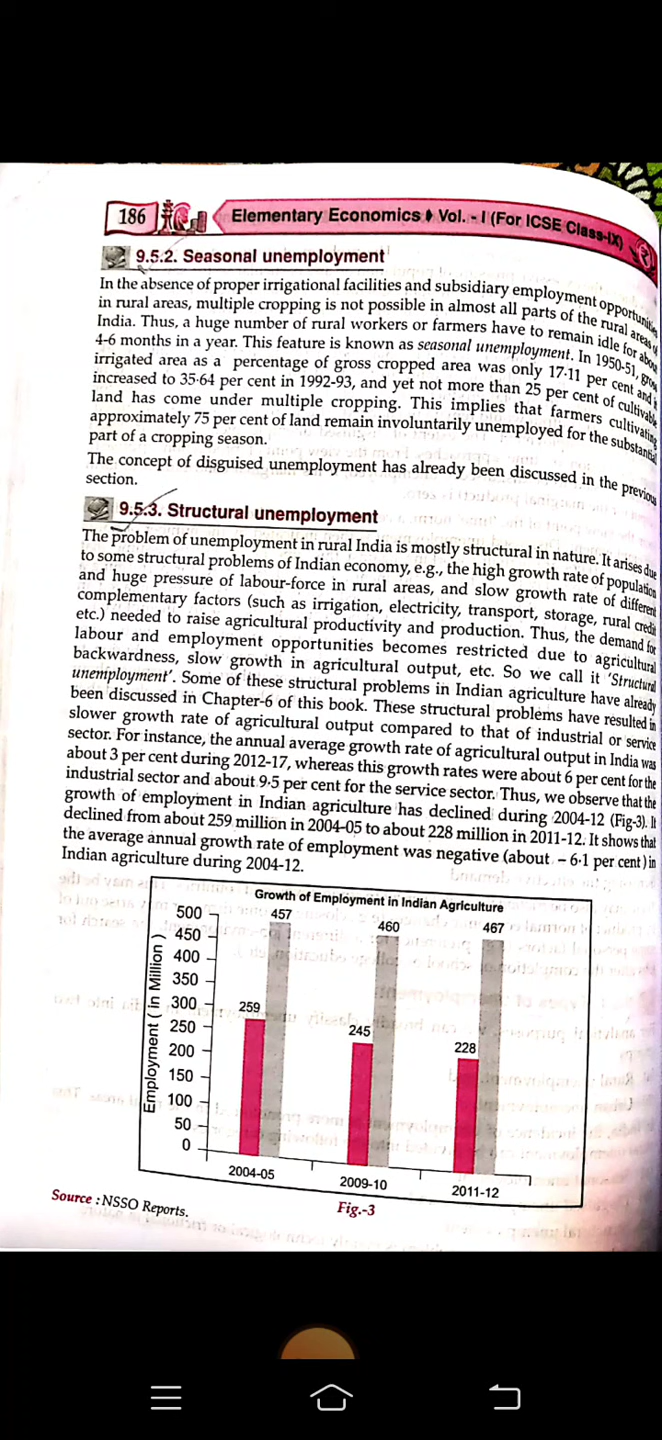 186
Elementary Economics ♦ Vol. - I (For ICSE Class-IX)
9.5.2. Seasonal unemployment
In the absence of proper irrigational facilities and subsidiary employment opportunities
in rural areas, multiple cropping is not possible in almost all parts of the rural areas of
India. Thus, a huge number of rural workers or farmers have to remain idle for about
4-6 months in a year. This feature is known as seasonal unemployment. In 1950-51, gross
irrigated area as a percentage of gross cropped area was only 17·11 per cent and
increased to 35·64 per cent in 1992-93, and yet not more than 25 per cent of cultivable
land has come under multiple cropping. This implies that farmers cultivating
approximately 75 per cent of land remain involuntarily unemployed for the substantial
part of a cropping season.
The concept of disguised unemployment has already been discussed in the previous
section.
9.5.3. Structural unemployment
The problem of unemployment in rural India is mostly structural in nature. It arises due
to some structural problems of Indian economy, e.g., the high growth rate of population
and huge pressure of labour-force in rural areas, and slow growth rate of different
complementary factors (such as irrigation, electricity, transport, storage, rural credit
etc.) needed to raise agricultural productivity and production. Thus, the demand for
labour and employment opportunities becomes restricted due to agricultural
backwardness, slow growth in agricultural output, etc. So we call it 'Structural
unemployment'. Some of these structural problems in Indian agriculture have already
been discussed in Chapter-6 of this book. These structural problems have resulted in
slower growth rate of agricultural output compared to that of industrial or service
sector. For instance, the annual average growth rate of agricultural output in India was
about 3 per cent during 2012-17, whereas this growth rates were about 6 per cent for the
industrial sector and about 9·5 per cent for the service sector. Thus, we observe that the
growth of employment in Indian agriculture has declined during 2004-12 (Fig-3). It
declined from about 259 million in 2004-05 to about 228 million in 2011-12. It shows that
the average annual growth rate of employment was negative (about – 6·1 per cent) in
Indian agriculture during 2004-12.
Growth of Employment in Indian Agriculture
Employment ( in Million )
500
450
400
350
300
250
200
150
100
50
0
259
457
245
460
228
467
2004-05
2009-10
2011-12
Source : NSSO Reports.
Fig.-3